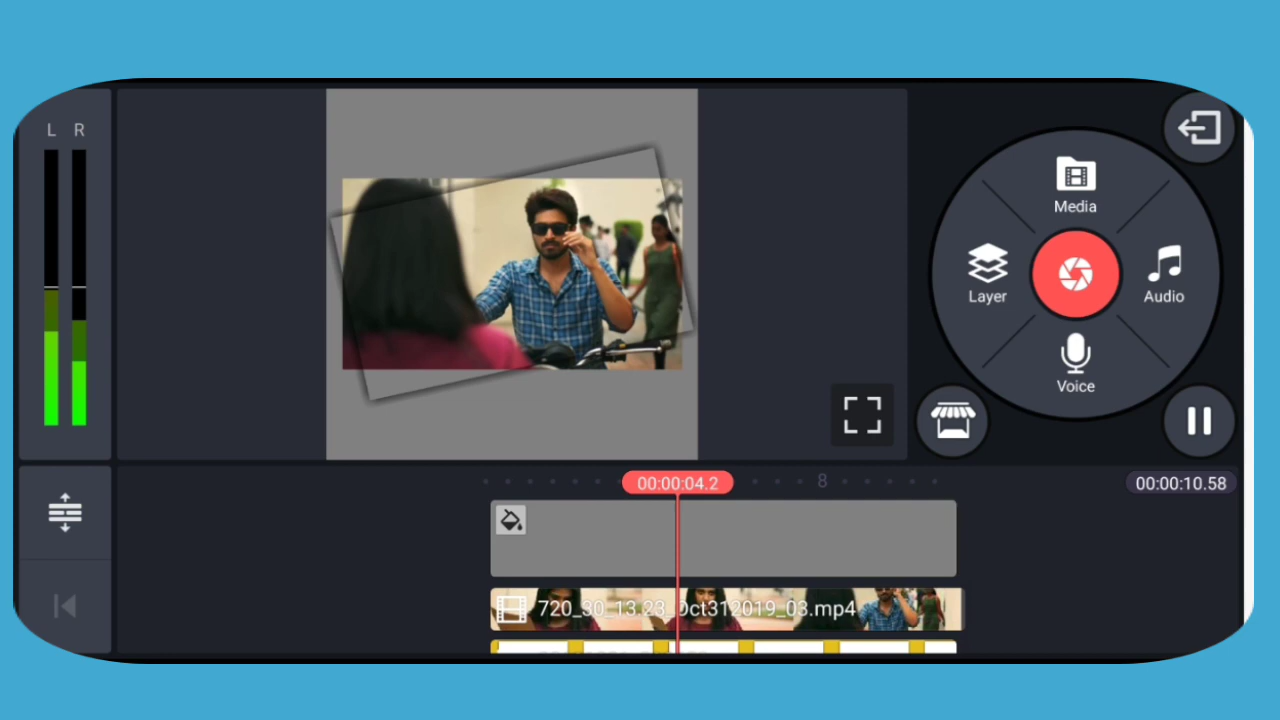 L R
Media
Layer
Audio
Voice
00:00:04.2
8
00:00:10.58
720_30_13.23_Oct312019_03.mp4